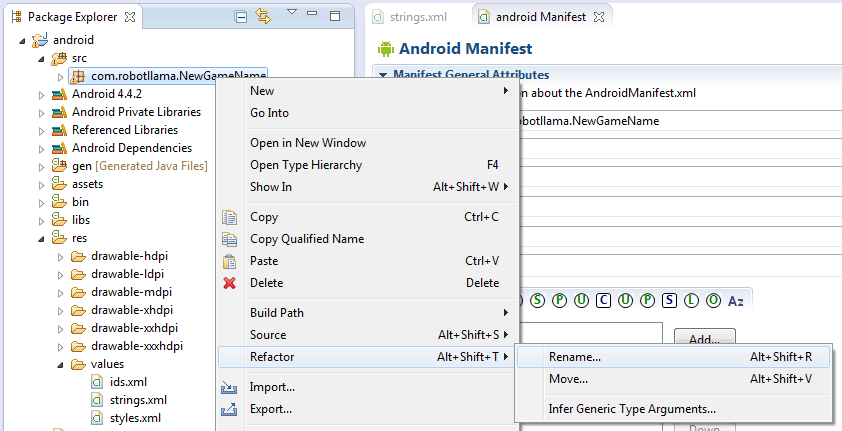 Package Explorer
android
src
com.robotllama.NewGameName
Android 4.4.2
Android Private Libraries
Referenced Libraries
Android Dependencies
gen [Generated Java Files]
assets
bin
libs
res
drawable-hdpi
drawable-ldpi
drawable-mdpi
drawable-xhdpi
drawable-xxhdpi
drawable-xxxhdpi
values
ids.xml
strings.xml
styles.xml
New
Go Into
Open in New Window
Open Type Hierarchy F4
Show In Alt+Shift+W
Copy Ctrl+C
Copy Qualified Name
Paste Ctrl+V
Delete Delete
Build Path
Source Alt+Shift+S
Refactor Alt+Shift+T
Import...
Export...
Rename... Alt+Shift+R
Move... Alt+Shift+V
Infer Generic Type Arguments...
strings.xml
android Manifest
Android Manifest
Manifest General Attributes
on about the AndroidManifest.xml
obotllama.NewGameName
S P U C U P S L O Az
Add...
Down